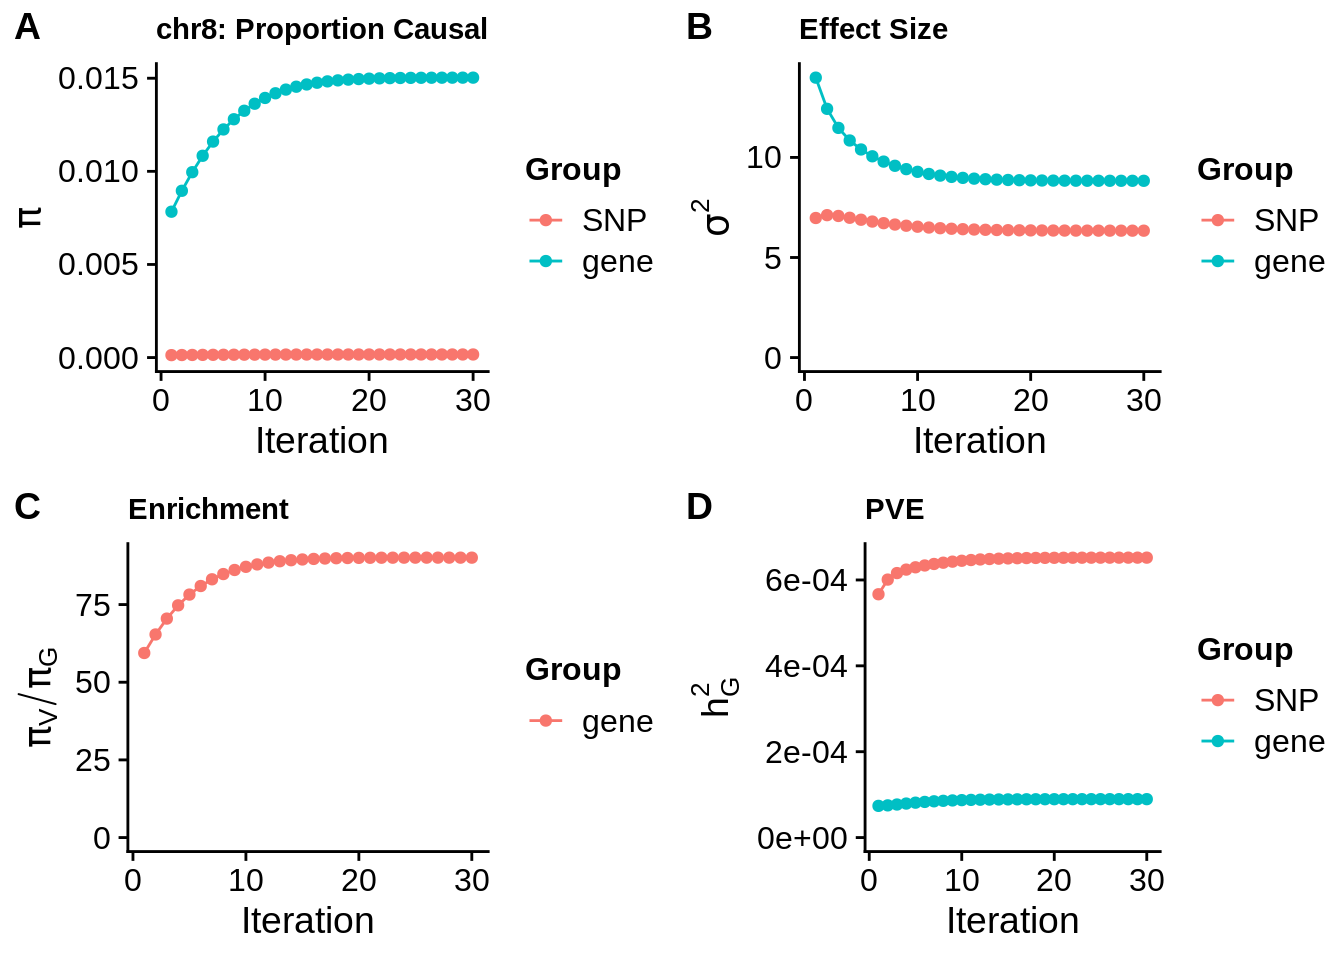 A
chr8: Proportion Causal
0.015
0.010
0.005
0.000
π
0 10 20 30
Iteration
Group
SNP
gene
B
Effect Size
10
5
0
σ²
0 10 20 30
Iteration
Group
SNP
gene
C
Enrichment
75
50
25
0
πV/πG
0 10 20 30
Iteration
Group
gene
D
PVE
6e-04
4e-04
2e-04
0e+00
h²G
0 10 20 30
Iteration
Group
SNP
gene